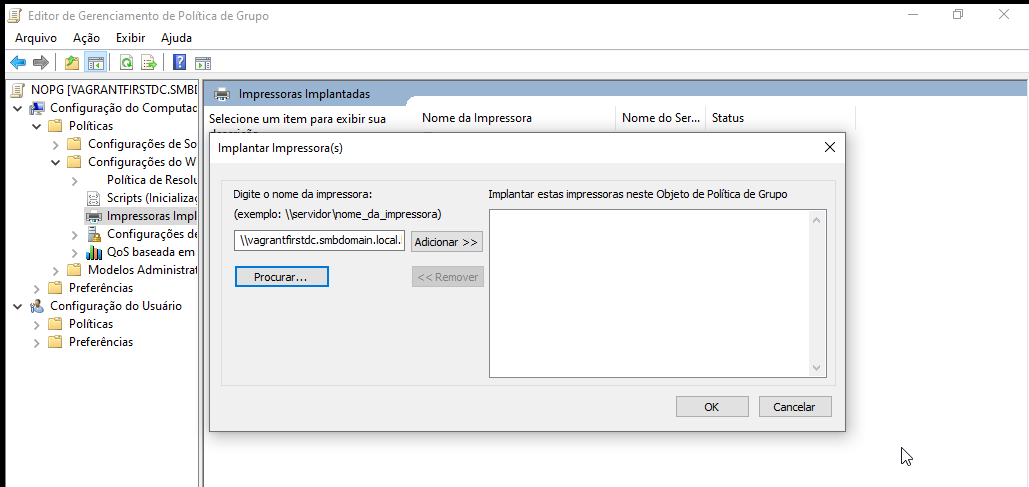 Editor de Gerenciamento de Política de Grupo
Arquivo Ação Exibir Ajuda
NOPG [VAGRANTFIRSTDC.SMBD
Configuração do Computad
Políticas
Configurações de So
Configurações do W
Política de Resolu
Scripts (Inicializaç
Impressoras Impl
Configurações de
QoS baseada em
Modelos Administrat
Preferências
Configuração do Usuário
Políticas
Preferências
Impressoras Implantadas
Selecione um item para exibir sua
Nome da Impressora Nome do Ser... Status
Implantar Impressora(s)
Digite o nome da impressora:
(exemplo: \\servidor\nome_da_impressora)
\\vagrantfirstdc.smbdomain.local.
Adicionar >>
Procurar...
<< Remover
Implantar estas impressoras neste Objeto de Política de Grupo
OK
Cancelar